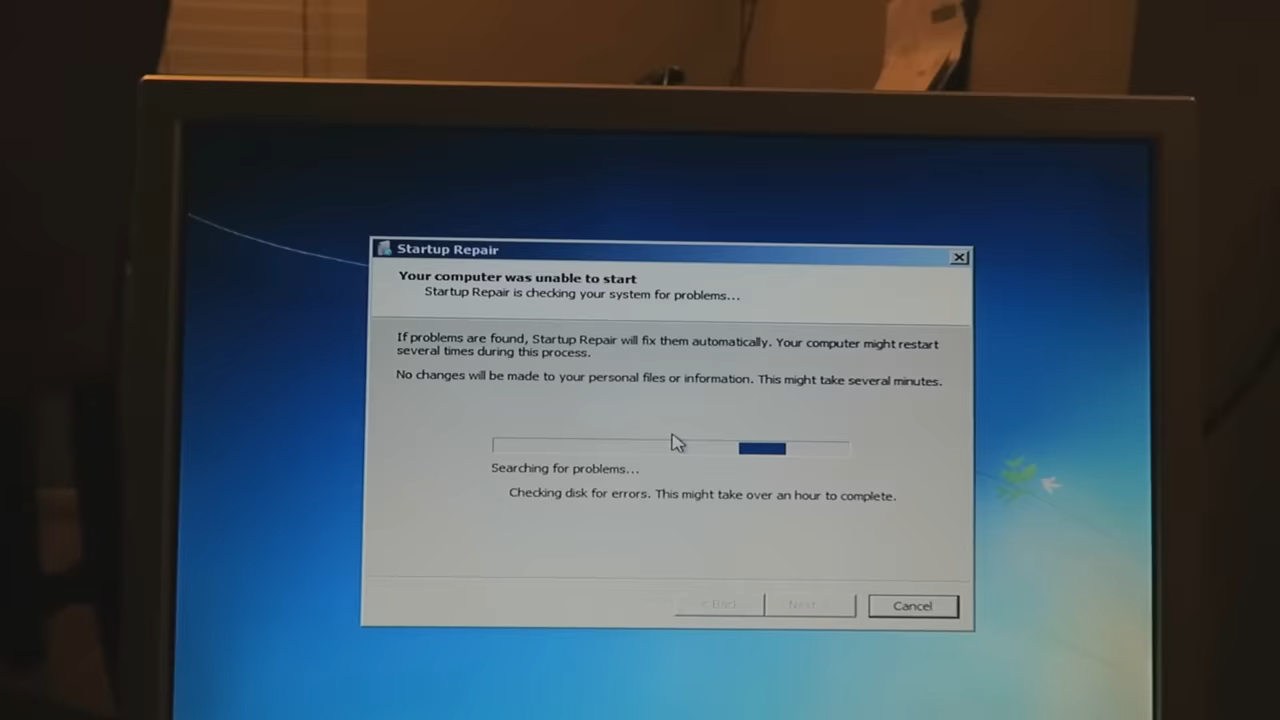 Startup Repair
Your computer was unable to start
Startup Repair is checking your system for problems...
If problems are found, Startup Repair will fix them automatically. Your computer might restart
several times during this process.
No changes will be made to your personal files or information. This might take several minutes.
Searching for problems...
Checking disk for errors. This might take over an hour to complete.
< Back
Next >
Cancel